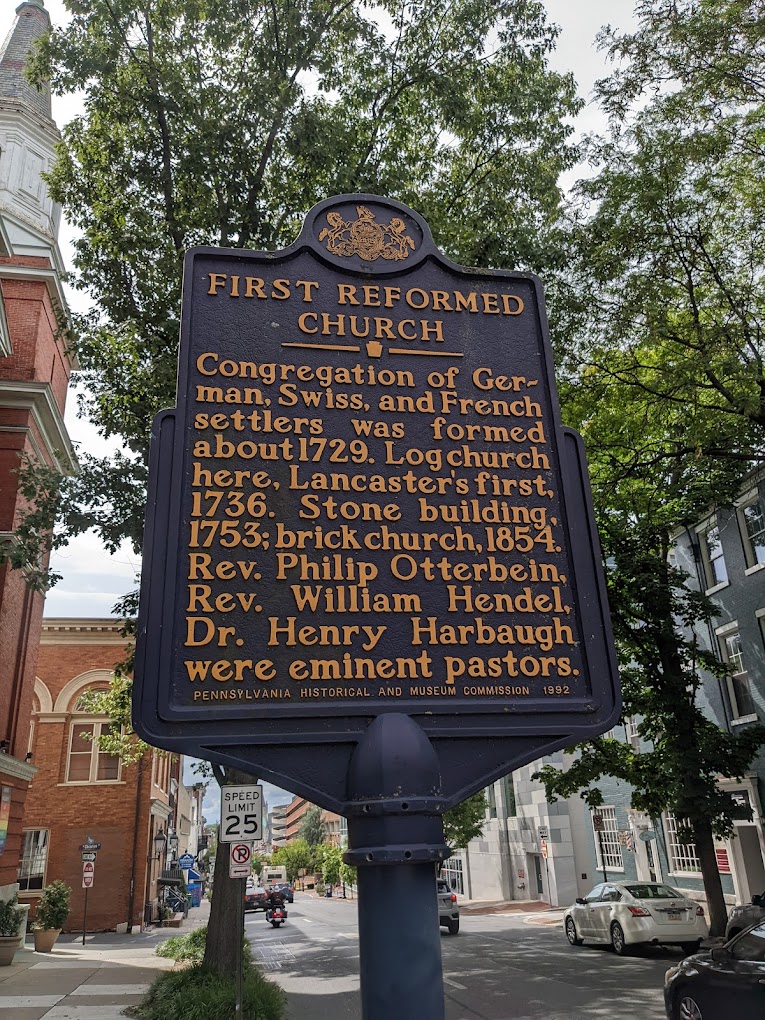 FIRST REFORMED
CHURCH
Congregation of Ger-
man, Swiss, and French
settlers was formed
about 1729. Log church
here, Lancaster's first,
1736. Stone building,
1753; brick church, 1854.
Rev. Philip Otterbein,
Rev. William Hendel,
Dr. Henry Harbaugh
were eminent pastors.
PENNSYLVANIA HISTORICAL AND MUSEUM COMMISSION 1992
SPEED
LIMIT
25